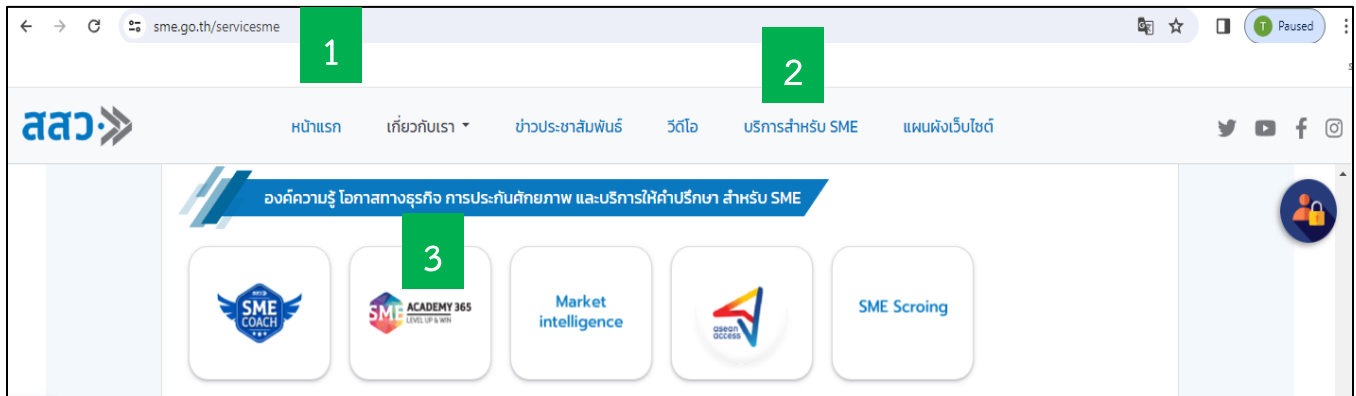 sme.go.th/servicesme
T Paused
1
2
สสว.
หน้าแรก เกี่ยวกับเรา ข่าวประชาสัมพันธ์ วีดีโอ บริการสำหรับ SME แผนผังเว็บไซต์
องค์ความรู้ โอกาสทางธุรกิจ การประกันศักยภาพ และบริการให้คำปรึกษา สำหรับ SME
3
สสว
SME
COACH
SME ACADEMY 365
LEVEL UP & WIN
Market
intelligence
asean
access
SME Scroing